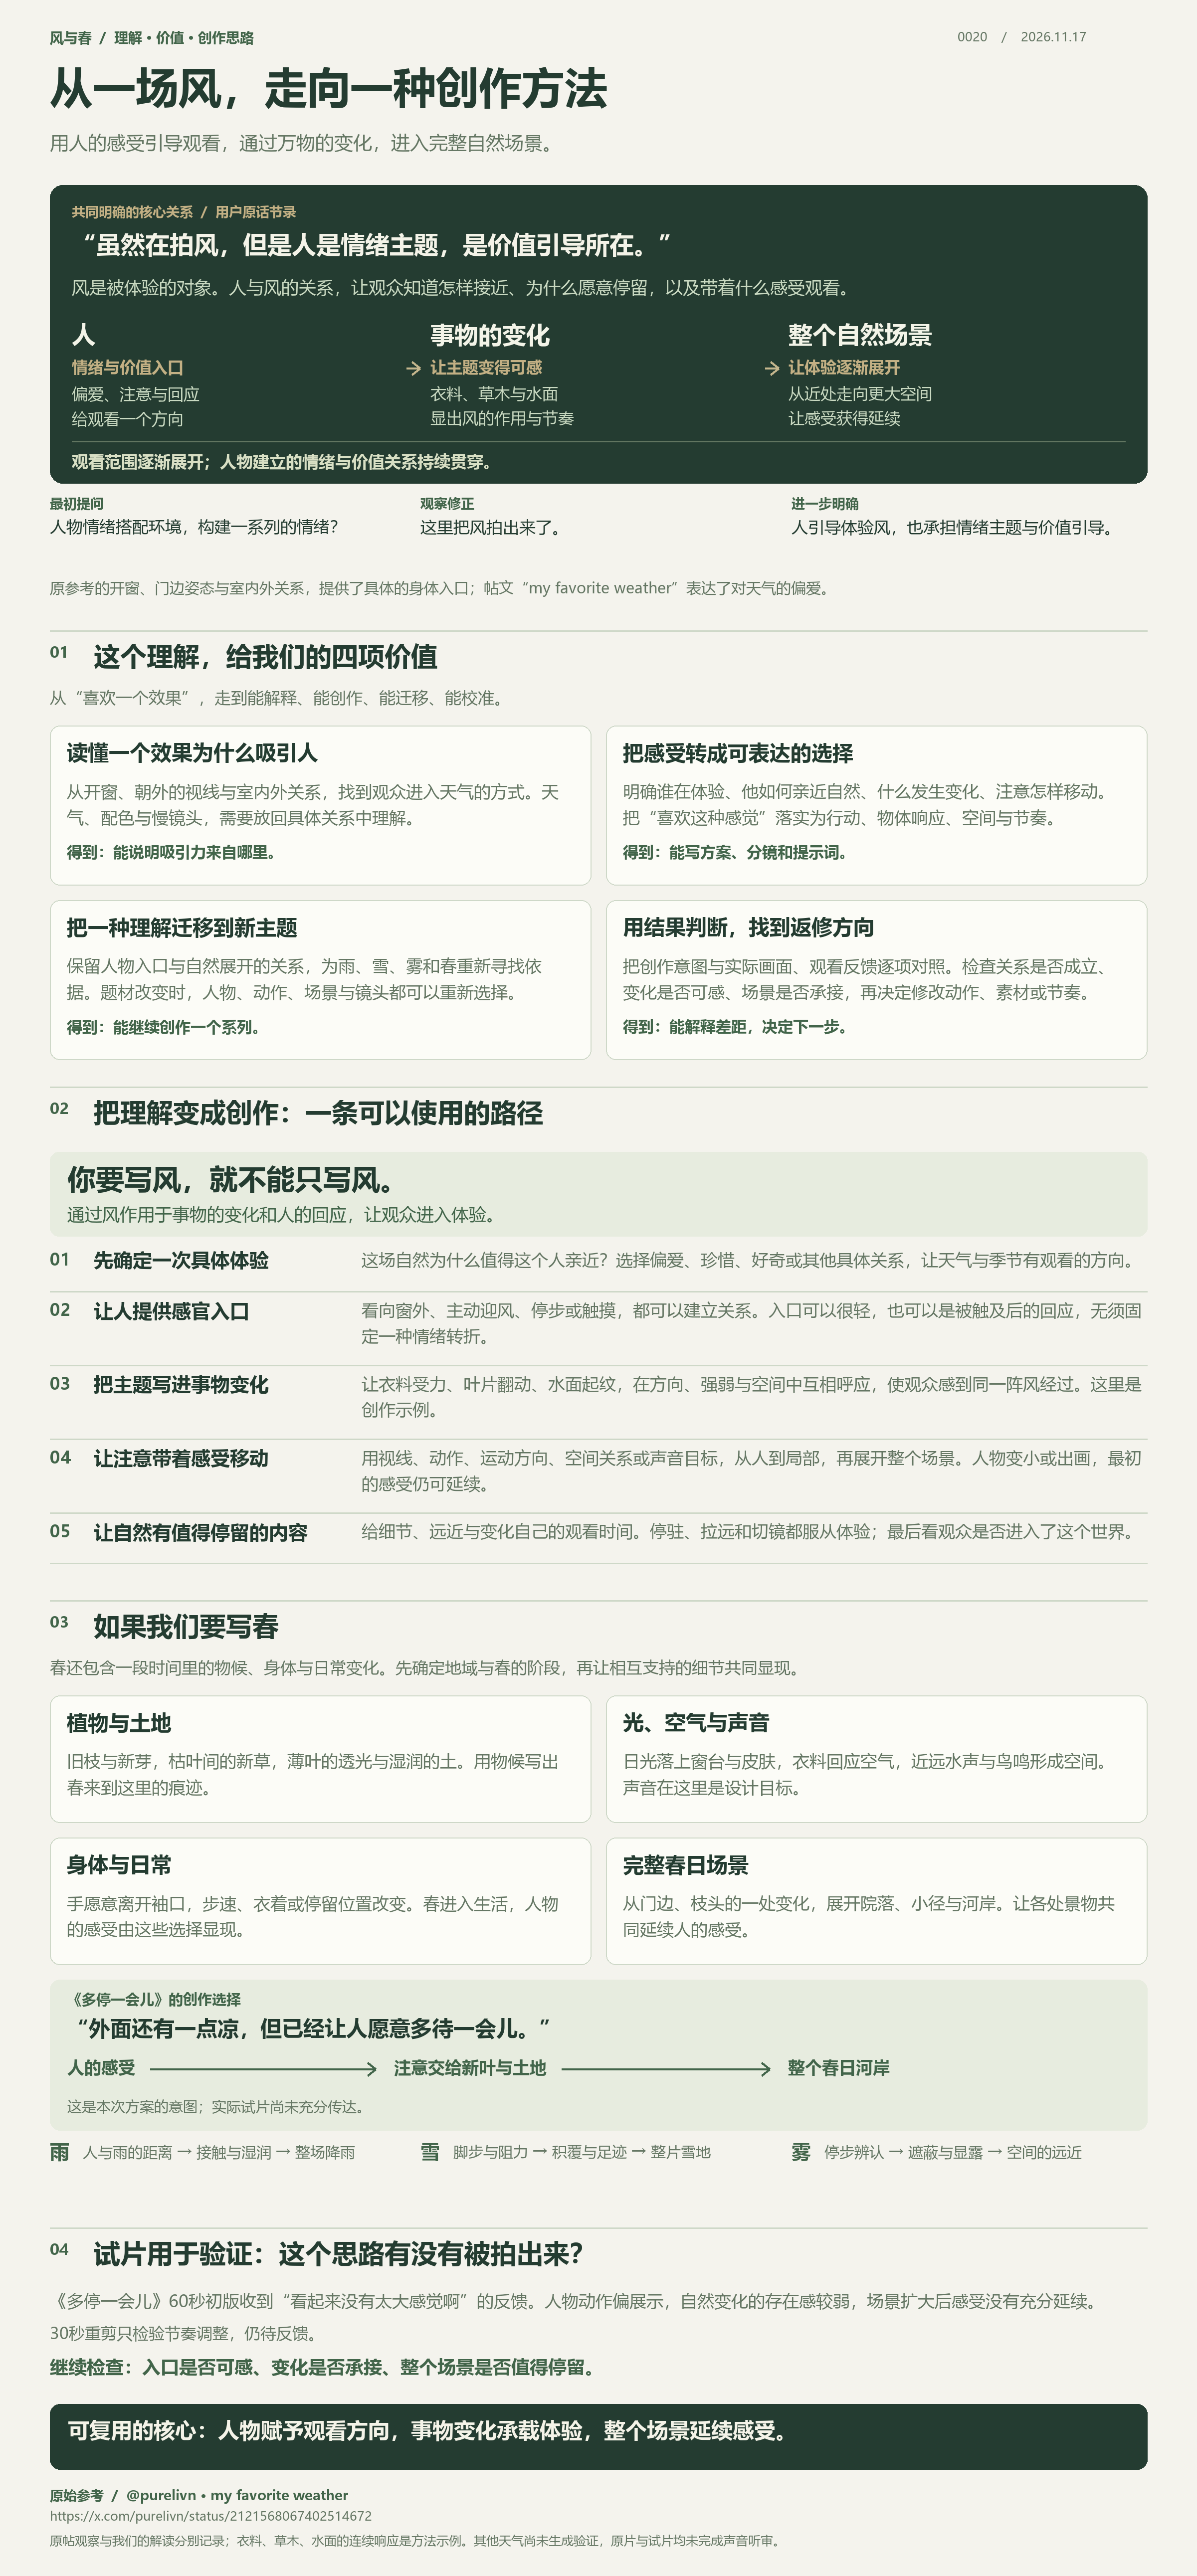 风与春 / 理解・价值・创作思路
0020 / 2026.11.17
从一场风，走向一种创作方法
用人的感受引导观看，通过万物的变化，进入完整自然场景。
共同明确的核心关系 / 用户原话节录
“虽然在拍风，但是人是情绪主题，是价值引导所在。”
风是被体验的对象。人与风的关系，让观众知道怎样接近、为什么愿意停留，以及带着什么感受观看。
人
情绪与价值入口
偏爱、注意与回应
给观看一个方向
→
事物的变化
让主题变得可感
衣料、草木与水面
显出风的作用与节奏
→
整个自然场景
让体验逐渐展开
从近处走向更大空间
让感受获得延续
观看范围逐渐展开；人物建立的情绪与价值关系持续贯穿。
最初提问
人物情绪搭配环境，构建一系列的情绪？
观察修正
这里把风拍出来了。
进一步明确
人引导体验风，也承担情绪主题与价值引导。
原参考的开窗、门边姿态与室内外关系，提供了具体的身体入口；帖文“my favorite weather”表达了对天气的偏爱。
01 这个理解，给我们的四项价值
从“喜欢一个效果”，走到能解释、能创作、能迁移、能校准。
读懂一个效果为什么吸引人
从开窗、朝外的视线与室内外关系，找到观众进入天气的方式。天
气、配色与慢镜头，需要放回具体关系中理解。
得到：能说明吸引力来自哪里。
把感受转成可表达的选择
明确谁在体验、他如何亲近自然、什么发生变化、注意怎样移动。
把“喜欢这种感觉”落实为行动、物体响应、空间与节奏。
得到：能写方案、分镜和提示词。
把一种理解迁移到新主题
保留人物入口与自然展开的关系，为雨、雪、雾和春重新寻找依
据。题材改变时，人物、动作、场景与镜头都可以重新选择。
得到：能继续创作一个系列。
用结果判断，找到返修方向
把创作意图与实际画面、观看反馈逐项对照。检查关系是否成立、
变化是否可感、场景是否承接，再决定修改动作、素材或节奏。
得到：能解释差距，决定下一步。
02 把理解变成创作：一条可以使用的路径
你要写风，就不能只写风。
通过风作用于事物的变化和人的回应，让观众进入体验。
01 先确定一次具体体验
这场自然为什么值得这个人亲近？选择偏爱、珍惜、好奇或其他具体关系，让天气与季节有观看的方向。
02 让人提供感官入口
看向窗外、主动迎风、停步或触摸，都可以建立关系。入口可以很轻，也可以是被触及后的回应，无须固
定一种情绪转折。
03 把主题写进事物变化
让衣料受力、叶片翻动、水面起纹，在方向、强弱与空间中互相呼应，使观众感到同一阵风经过。这里是
创作示例。
04 让注意带着感受移动
用视线、动作、运动方向、空间关系或声音目标，从人到局部，再展开整个场景。人物变小或出画，最初
的感受仍可延续。
05 让自然有值得停留的内容
给细节、远近与变化自己的观看时间。停驻、拉远和切镜都服从体验；最后看观众是否进入了这个世界。
03 如果我们要写春
春还包含一段时间里的物候、身体与日常变化。先确定地域与春的阶段，再让相互支持的细节共同显现。
植物与土地
旧枝与新芽，枯叶间的新草，薄叶的透光与湿润的土。用物候写出
春来到这里的痕迹。
光、空气与声音
日光落上窗台与皮肤，衣料回应空气，近远水声与鸟鸣形成空间。
声音在这里是设计目标。
身体与日常
手愿意离开袖口，步速、衣着或停留位置改变。春进入生活，人物
的感受由这些选择显现。
完整春日场景
从门边、枝头的一处变化，展开院落、小径与河岸。让各处景物共
同延续人的感受。
《多停一会儿》的创作选择
“外面还有一点凉，但已经让人愿意多待一会儿。”
人的感受 → 注意交给新叶与土地 → 整个春日河岸
这是本次方案的意图；实际试片尚未充分传达。
雨 人与雨的距离 → 接触与湿润 → 整场降雨
雪 脚步与阻力 → 积覆与足迹 → 整片雪地
雾 停步辨认 → 遮蔽与显露 → 空间的远近
04 试片用于验证：这个思路有没有被拍出来？
《多停一会儿》60秒初版收到“看起来没有太大感觉啊”的反馈。人物动作偏展示，自然变化的存在感较弱，场景扩大后感受没有充分延续。
30秒重剪只检验节奏调整，仍待反馈。
继续检查：入口是否可感、变化是否承接、整个场景是否值得停留。
可复用的核心：人物赋予观看方向，事物变化承载体验，整个场景延续感受。
原始参考 / @purelivn • my favorite weather
https://x.com/purelivn/status/2121568067402514672
原帖观察与我们的解读分别记录；衣料、草木、水面的连续响应是方法示例。其他天气尚未生成验证，原片与试片均未完成声音听审。